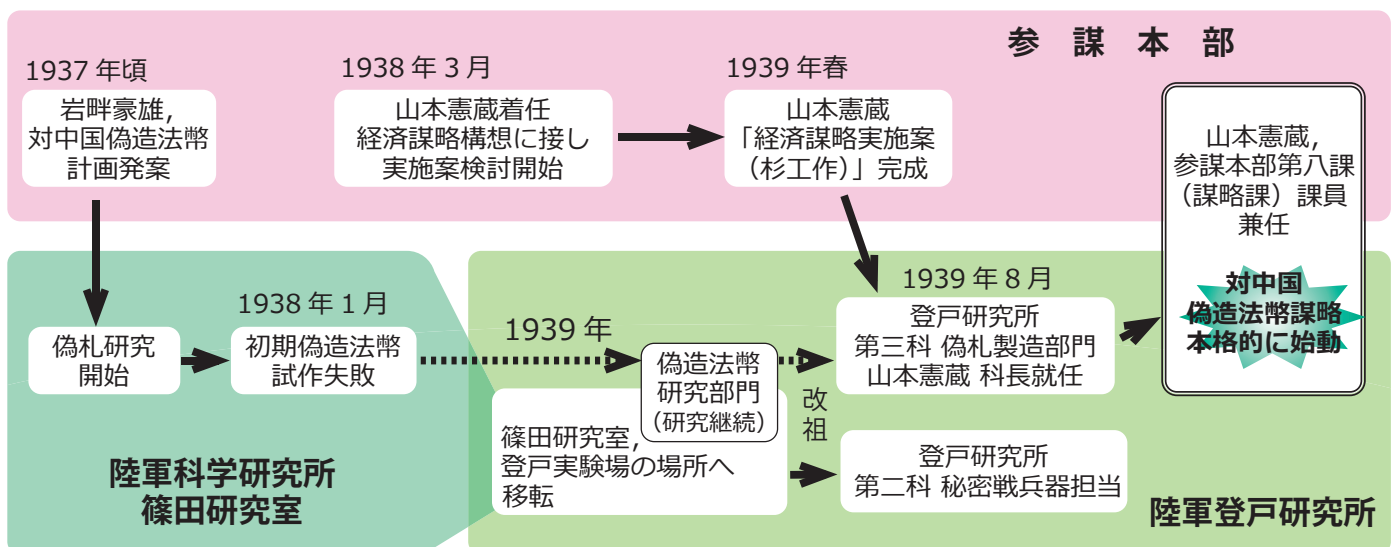 参謀本部
1937年頃
岩畔豪雄,
対中国偽造法幣
計画発案
1938年3月
山本憲蔵着任
経済謀略構想に接し
実施案検討開始
1939年春
山本憲蔵
「経済謀略実施案
(杉工作)」完成
山本憲蔵,
参謀本部第八課
(謀略課)課員
兼任
対中国
偽造法幣謀略
本格的に始動
偽札研究
開始
1938年1月
初期偽造法幣
試作失敗
陸軍科学研究所
篠田研究室
1939年
偽造法幣
研究部門
(研究継続)
篠田研究室,
登戸実験場の場所へ
移転
改
祖
1939年8月
登戸研究所
第三科 偽札製造部門
山本憲蔵 科長就任
登戸研究所
第二科 秘密戦兵器担当
陸軍登戸研究所